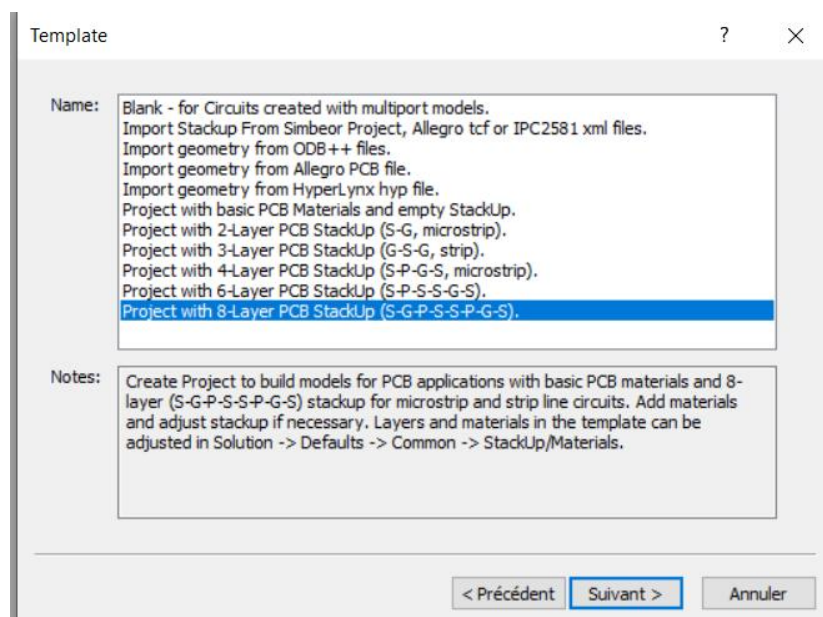 Template
?
Name:
Blank - for Circuits created with multiport models.
Import Stackup From Simbeor Project, Allegro tcf or IPC2581 xml files.
Import geometry from ODB++ files.
Import geometry from Allegro PCB file.
Import geometry from HyperLynx hyp file.
Project with basic PCB Materials and empty StackUp.
Project with 2-Layer PCB StackUp (S-G, microstrip).
Project with 3-Layer PCB StackUp (G-S-G, strip).
Project with 4-Layer PCB StackUp (S-P-G-S, microstrip).
Project with 6-Layer PCB StackUp (S-P-S-S-G-S).
Project with 8-Layer PCB StackUp (S-G-P-S-S-P-G-S).
Notes:
Create Project to build models for PCB applications with basic PCB materials and 8-
layer (S-G-P-S-S-P-G-S) stackup for microstrip and strip line circuits. Add materials
and adjust stackup if necessary. Layers and materials in the template can be
adjusted in Solution -> Defaults -> Common -> StackUp/Materials.
< Précédent Suivant > Annuler